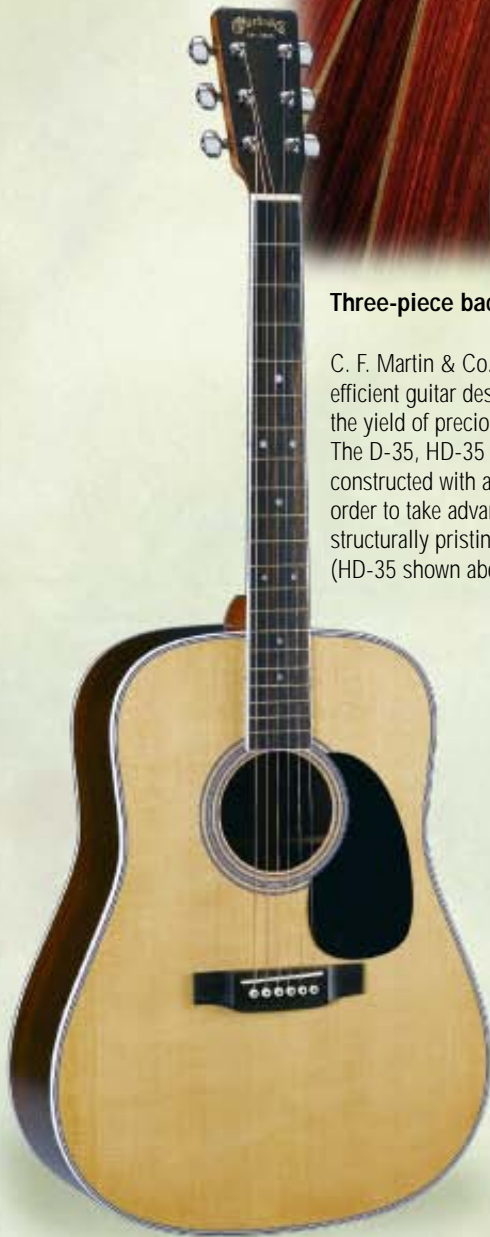 Three-piece bac
C. F. Martin & Co.
efficient guitar des
the yield of precio
The D-35, HD-35
constructed with a
order to take advar
structurally pristin
(HD-35 shown abo